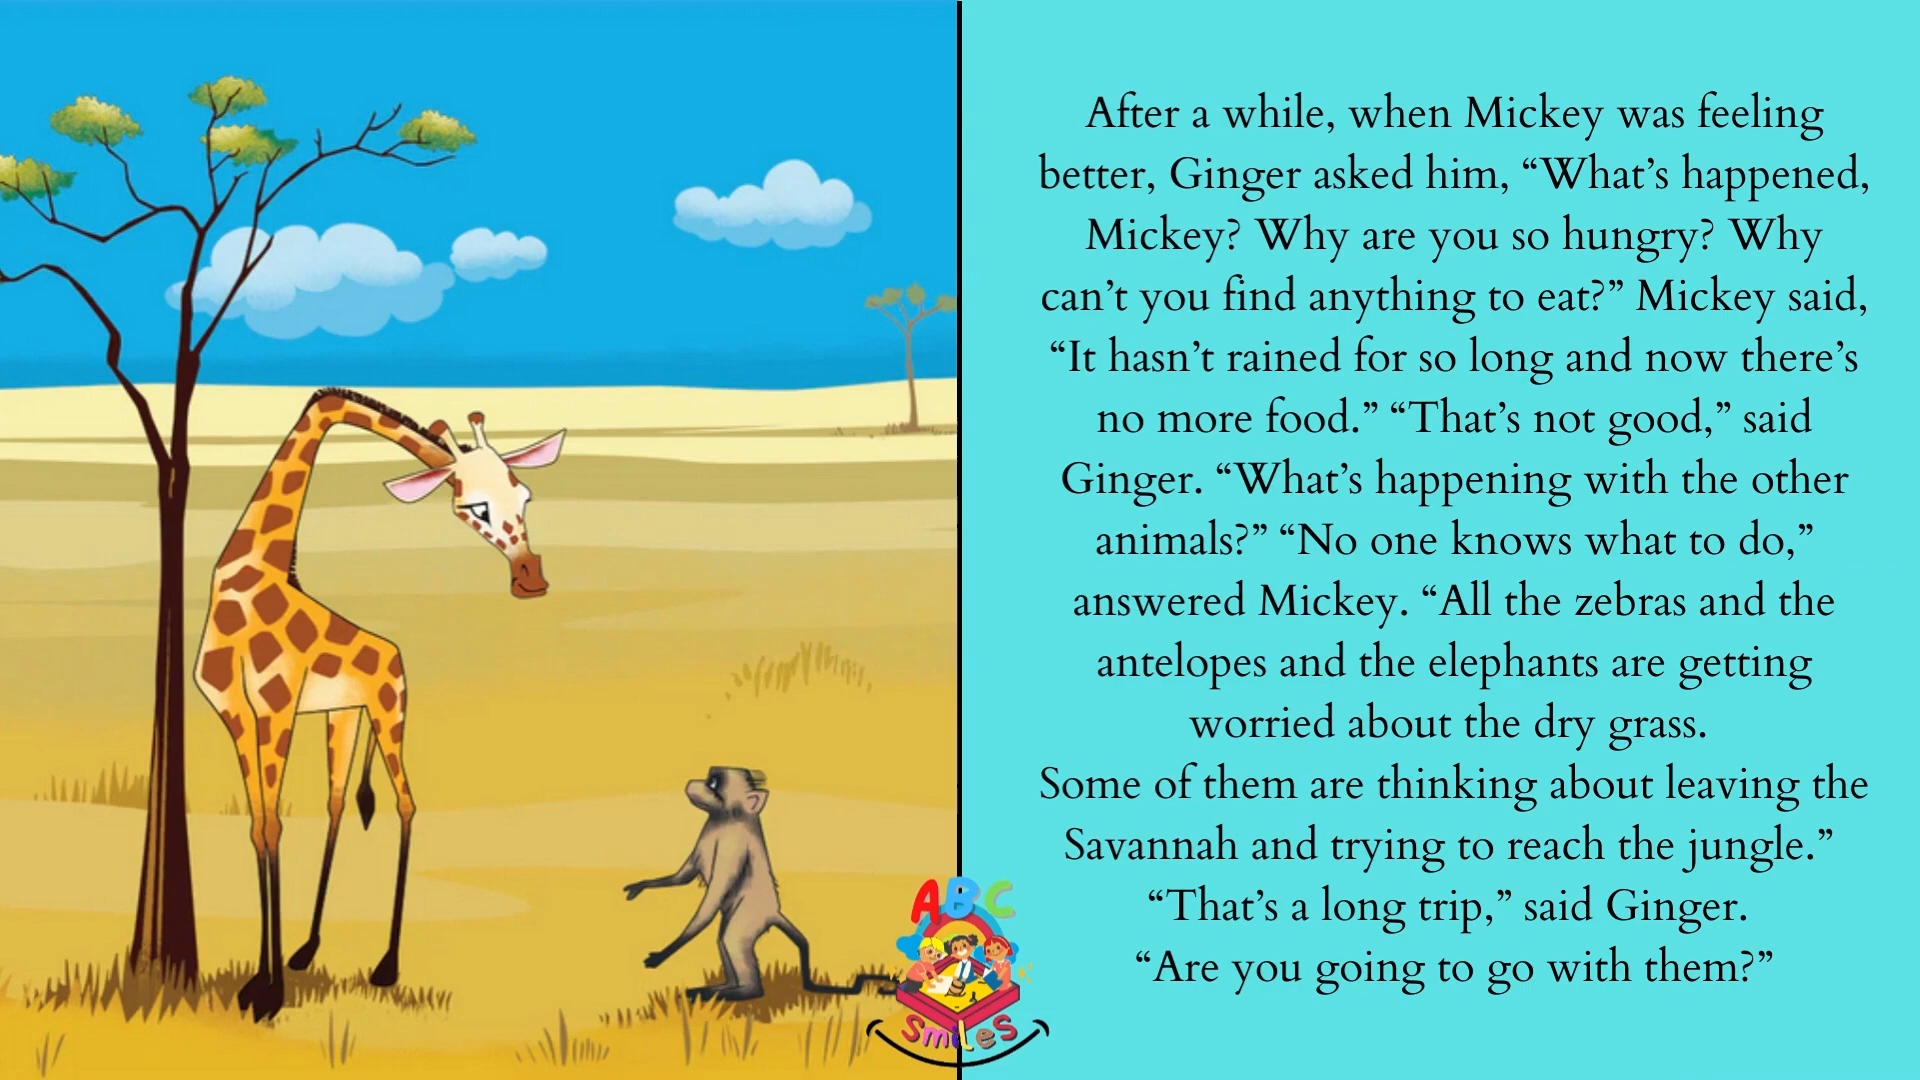 After a while, when Mickey was feeling
better, Ginger asked him, “What’s happened,
Mickey? Why are you so hungry? Why
can’t you find anything to eat?” Mickey said,
“It hasn’t rained for so long and now there’s
no more food.” “That’s not good,” said
Ginger. “What’s happening with the other
animals?” “No one knows what to do,”
answered Mickey. “All the zebras and the
antelopes and the elephants are getting
worried about the dry grass.
Some of them are thinking about leaving the
Savannah and trying to reach the jungle.”
“That’s a long trip,” said Ginger.
“Are you going to go with them?”
ABC
SmileS